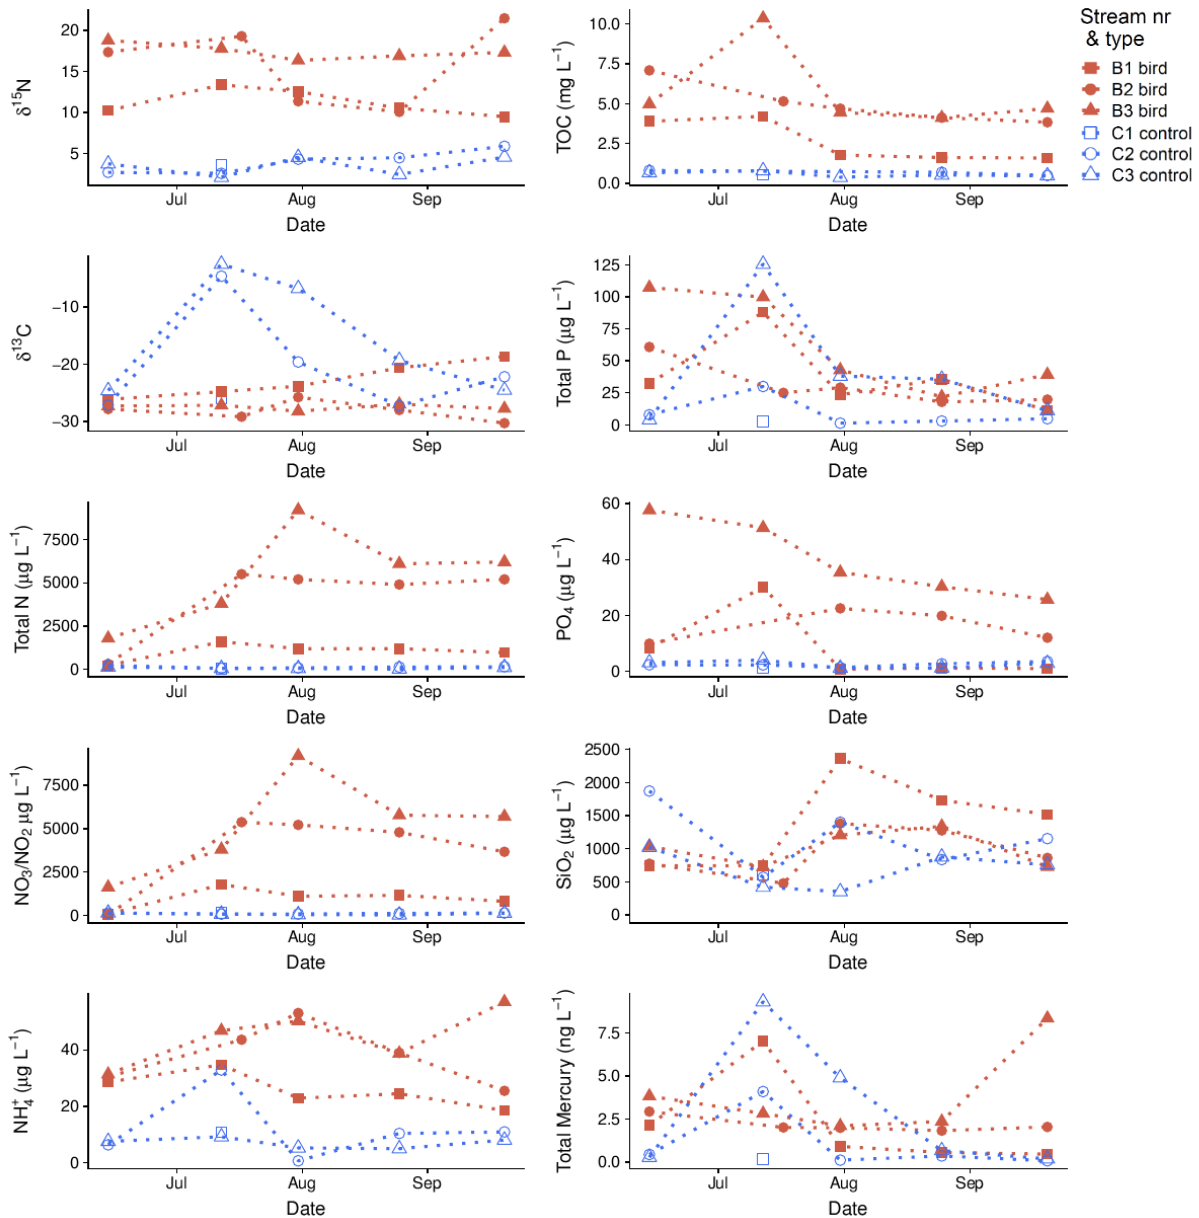 Stream nr
& type
B1 bird
B2 bird
B3 bird
C1 control
C2 control
C3 control
δ¹⁵N
20
15
10
5
Jul Aug Sep
Date
TOC (mg L⁻¹)
10.0
7.5
5.0
2.5
0.0
Jul Aug Sep
Date
δ¹³C
−10
−20
−30
Jul Aug Sep
Date
Total P (µg L⁻¹)
125
100
75
50
25
0
Jul Aug Sep
Date
Total N (µg L⁻¹)
7500
5000
2500
0
Jul Aug Sep
Date
PO₄ (µg L⁻¹)
60
40
20
0
Jul Aug Sep
Date
NO₃/NO₂ µg L⁻¹)
7500
5000
2500
0
Jul Aug Sep
Date
SiO₂ (µg L⁻¹)
2500
2000
1500
1000
500
0
Jul Aug Sep
Date
NH₄⁺ (µg L⁻¹)
40
20
0
Jul Aug Sep
Date
Total Mercury (ng L⁻¹)
7.5
5.0
2.5
0.0
Jul Aug Sep
Date